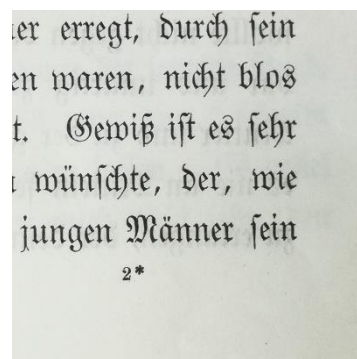 er erregt, durch ſein
en waren, nicht blos
t. Gewiß iſt es ſehr
wünſchte, der, wie
jungen Männer ſein
2*